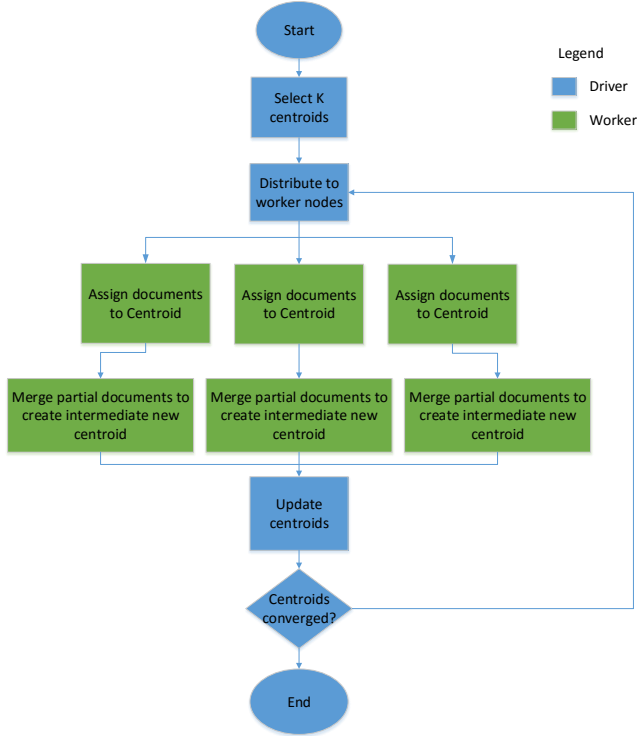 Start
Legend
Driver
Worker
Select K
centroids
Distribute to
worker nodes
Assign documents
to Centroid
Assign documents
to Centroid
Assign documents
to Centroid
Merge partial documents to
create intermediate new
centroid
Merge partial documents to
create intermediate new
centroid
Merge partial documents to
create intermediate new
centroid
Update
centroids
Centroids
converged?
End